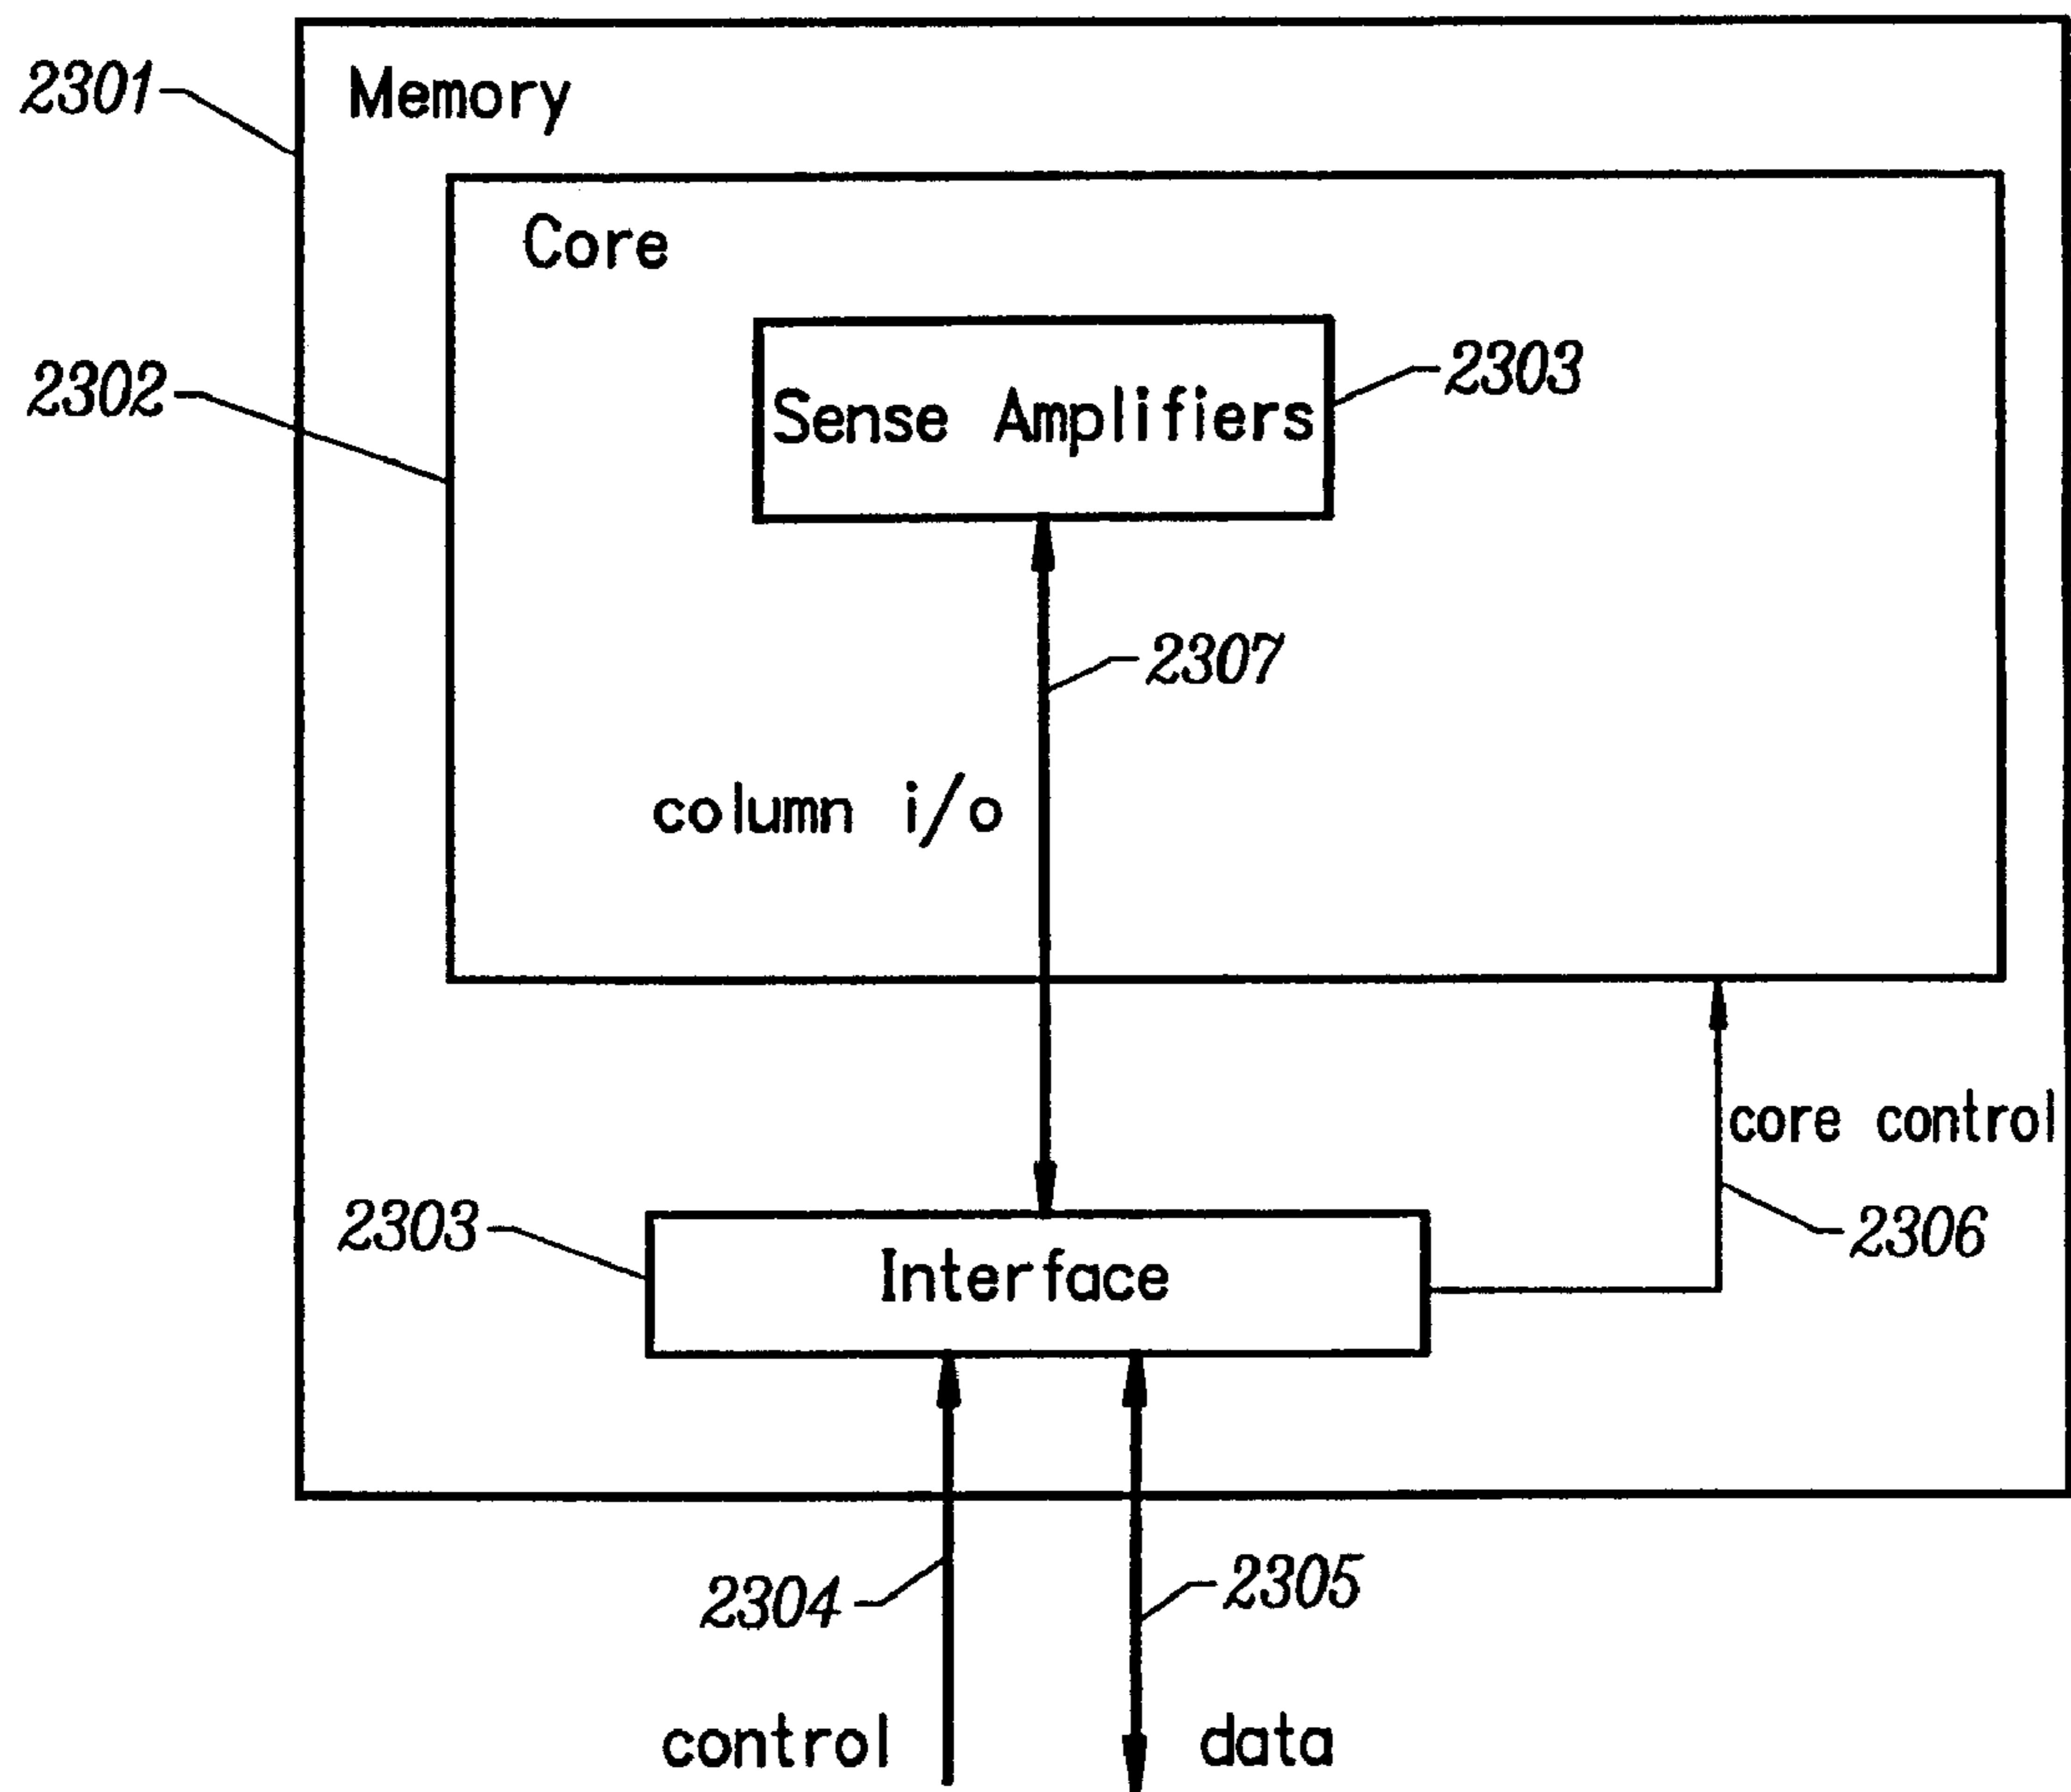 2301
Memory
Core
2302
Sense Amplifiers
2303
2307
column i/o
core control
2303
Interface
2306
2304
2305
control
data